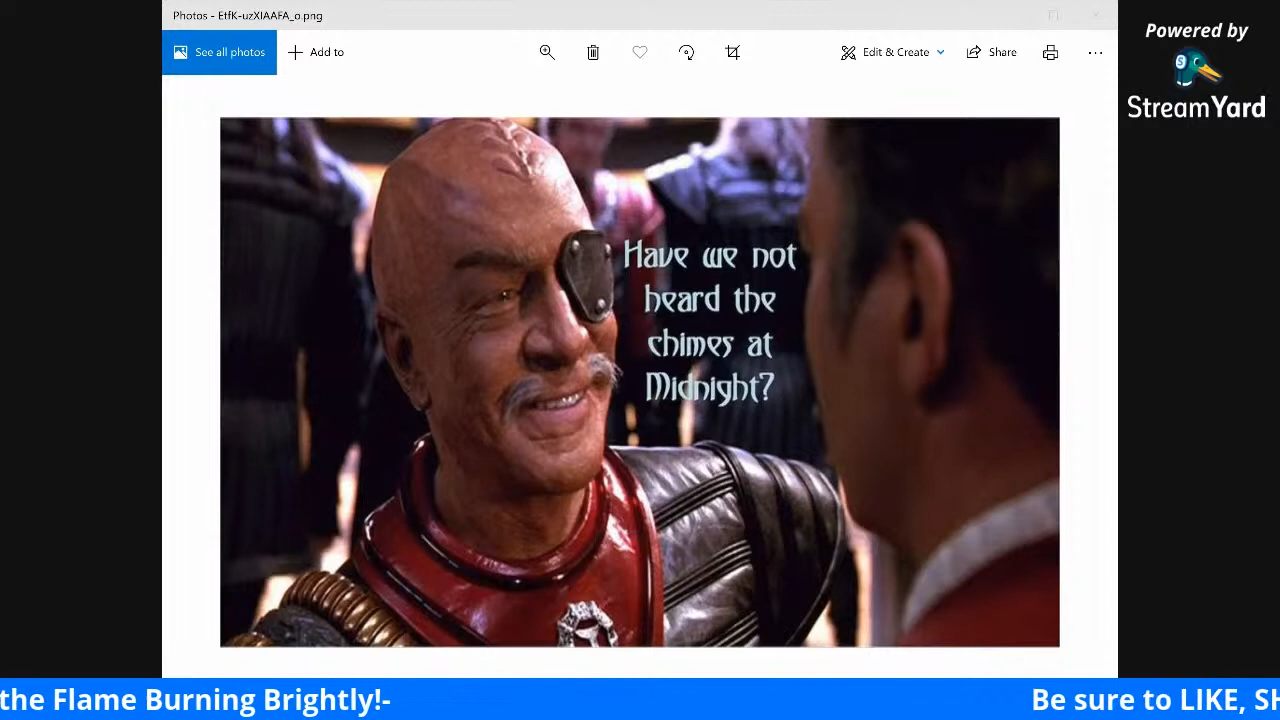 Photos - EtfK-uzXIAAFA_o.png
See all photos
Add to
Edit & Create
Share
Powered by
StreamYard
Have we not
heard the
chimes at
Midnight?
the Flame Burning Brightly!- Be sure to LIKE, SH